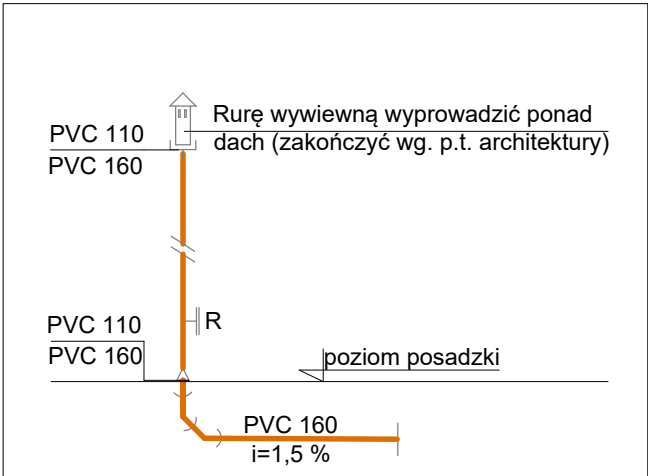 Rurę wywiewną wyprowadzić ponad
dach (zakończyć wg. p.t. architektury)
PVC 110
PVC 160
R
PVC 110
PVC 160
poziom posadzki
PVC 160
i=1,5 %